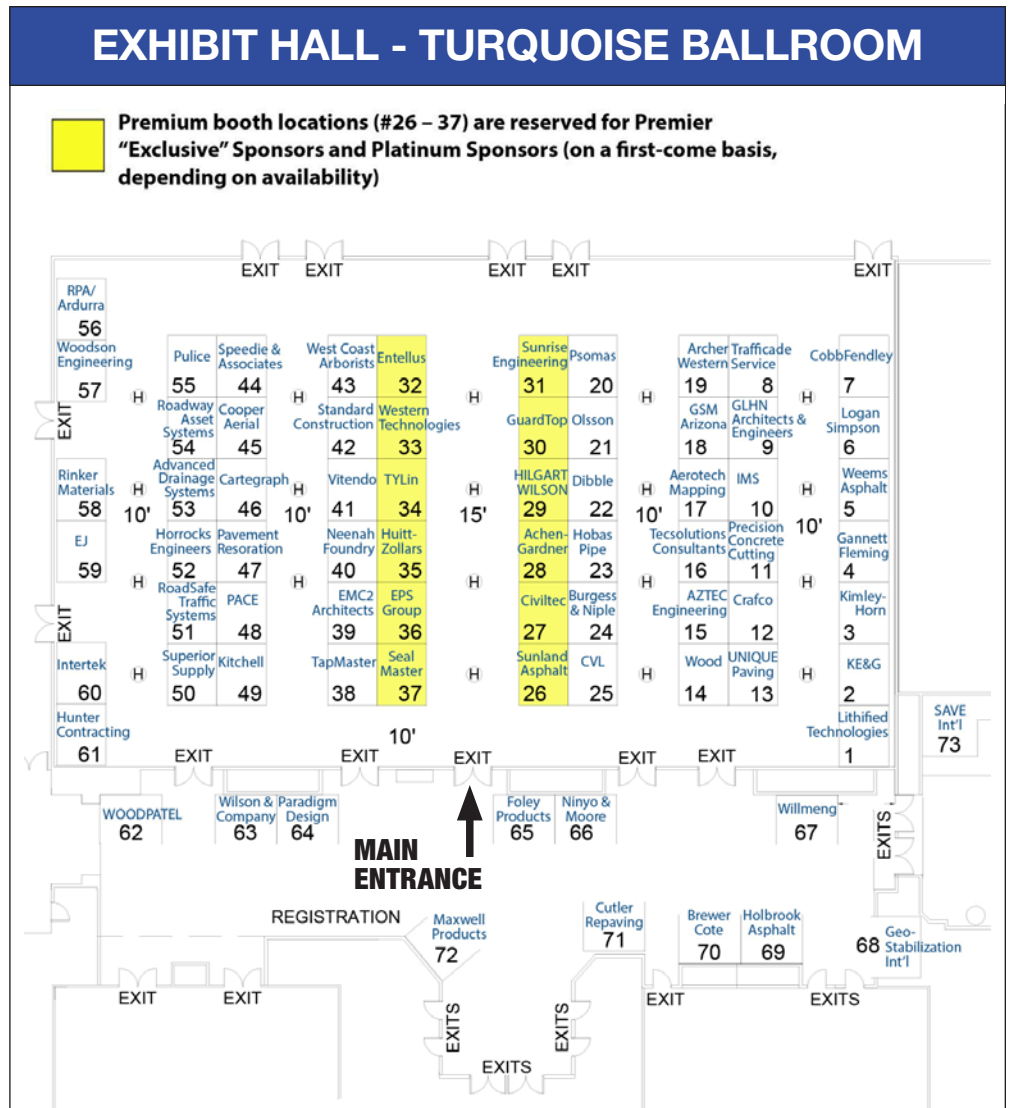 EXHIBIT HALL - TURQUOISE BALLROOM
Premium booth locations (#26 – 37) are reserved for Premier
“Exclusive” Sponsors and Platinum Sponsors (on a first-come basis,
depending on availability)
EXIT
EXIT
EXIT
EXIT
EXIT
RPA/
Ardurra
56
Woodson
Engineering
57
EXIT
Rinker
Materials
58
EJ
59
EXIT
Intertek
60
Hunter
Contracting
61
H
H
10'
H
H
Pulice
55
Roadway
Asset
Systems
54
Advanced
Drainage
Systems
53
Horrocks
Engineers
52
RoadSafe
Traffic
Systems
51
Superior
Supply
50
Speedie &
Associates
44
Cooper
Aerial
45
Cartegraph
46
Pavement
Resoration
47
PACE
48
Kitchell
49
H
H
10'
H
H
West Coast
Arborists
43
Standard
Construction
42
Vitendo
41
Neenah
Foundry
40
EMC2
Architects
39
TapMaster
38
Entellus
32
Western
Technologies
33
TYLin
34
Huitt-
Zollars
35
EPS
Group
36
Seal
Master
37
H
H
15'
H
H
Sunrise
Engineering
31
GuardTop
30
HILGART
WILSON
29
Achen-
Gardner
28
Civiltec
27
Sunland
Asphalt
26
Psomas
20
Olsson
21
Dibble
22
Hobas
Pipe
23
Burgess
& Niple
24
CVL
25
H
H
10'
H
H
Archer
Western
19
GSM
Arizona
18
Aerotech
Mapping
17
Tecsolutions
Consultants
16
AZTEC
Engineering
15
Wood
14
Trafficade
Service
8
GLHN
Architects &
Engineers
9
IMS
10
Precision
Concrete
Cutting
11
Crafco
12
UNIQUE
Paving
13
H
H
10'
H
H
CobbFendley
7
Logan
Simpson
6
Weems
Asphalt
5
Gannett
Fleming
4
Kimley-
Horn
3
KE&G
2
Lithified
Technologies
1
SAVE
Int'l
73
10'
EXIT
EXIT
EXIT
EXIT
EXIT
WOODPATEL
62
Wilson &
Company
63
Paradigm
Design
64
MAIN
ENTRANCE
Foley
Products
65
Ninyo &
Moore
66
Willmeng
67
EXITS
REGISTRATION
Maxwell
Products
72
Cutler
Repaving
71
Brewer
Cote
70
Holbrook
Asphalt
69
68
Geo-
Stabilization
Int'l
EXIT
EXIT
EXITS
EXITS
EXITS
EXIT
EXITS